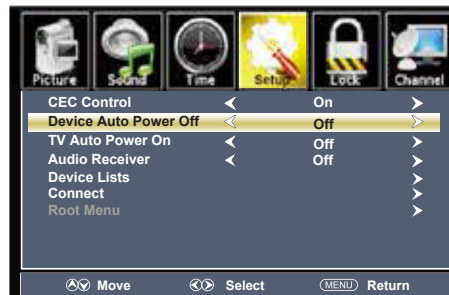 Picture Sound Time Setup Lock Channel
CEC Control On
Device Auto Power Off Off
TV Auto Power On Off
Audio Receiver Off
Device Lists
Connect
Root Menu
Move Select MENU Return